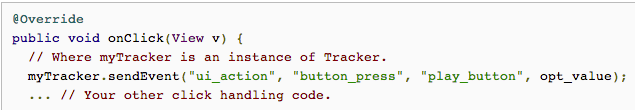 @Override
public void onClick(View v) {
// Where myTracker is an instance of Tracker.
myTracker.sendEvent("ui_action", "button_press", "play_button", opt_value);
... // Your other click handling code.